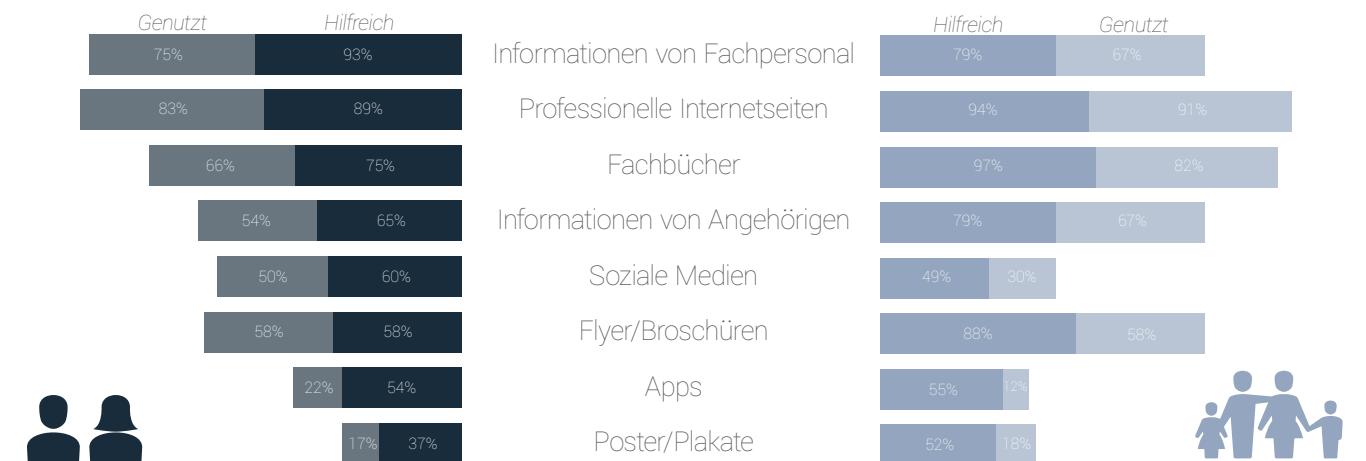 Genutzt Hilfreich Hilfreich Genutzt
75% 93% Informationen von Fachpersonal 79% 67%
83% 89% Professionelle Internetseiten 94% 91%
66% 75% Fachbücher 97% 82%
54% 65% Informationen von Angehörigen 79% 67%
50% 60% Soziale Medien 49% 30%
58% 58% Flyer/Broschüren 88% 58%
22% 54% Apps 55% 12%
17% 37% Poster/Plakate 52% 18%